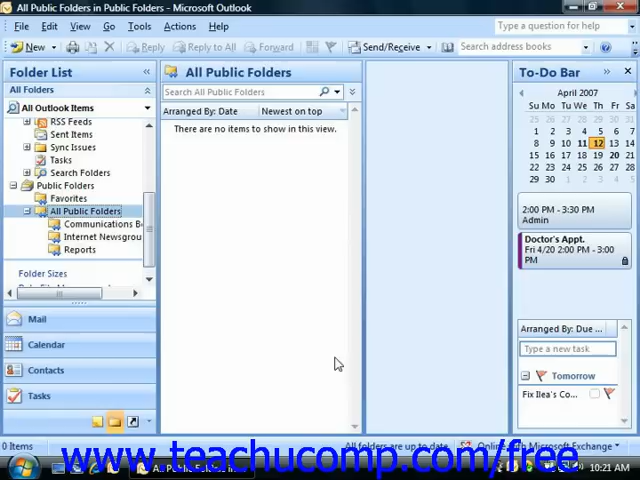 All Public Folders in Public Folders - Microsoft Outlook
File Edit View Go Tools Actions Help
Type a question for help
New Reply Reply to All Forward Send/Receive Search address books
Folder List
All Folders
All Outlook Items
RSS Feeds
Sent Items
Sync Issues
Tasks
Search Folders
Public Folders
Favorites
All Public Folders
Communications B
Internet Newsgrou
Reports
Folder Sizes
Mail
Calendar
Contacts
Tasks
All Public Folders
Search All Public Folders
Arranged By: Date Newest on top
There are no items to show in this view.
To-Do Bar
April 2007
Su Mo Tu We Th Fr Sa
25 26 27 28 29 30 31
1 2 3 4 5 6 7
8 9 10 11 12 13 14
15 16 17 18 19 20 21
22 23 24 25 26 27 28
29 30 1 2 3 4 5
2:00 PM - 3:30 PM
Admin
Doctor's Appt.
Fri 4/20 2:00 PM - 3:00
PM
Arranged By: Due ...
Type a new task
Tomorrow
Fix Ilea's Co...
0 Items All folders are up to date. Online with Microsoft Exchange
www.teachucomp.com/free
All Public Folders in
10:21 AM